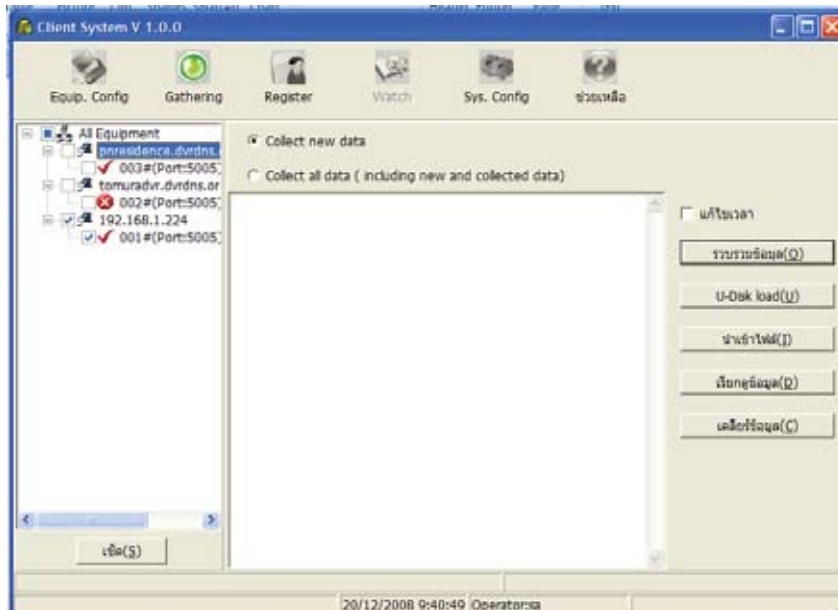 Client System V 1.0.0
Equip. Config
Gathering
Register
Watch
Sys. Config
ช่วยเหลือ
All Equipment
pnresidence.dvrdns.
003#(Port:5005)
tomuradvr.dvrdns.or
002#(Port:5005)
192.168.1.224
001#(Port:5005)
Collect new data
Collect all data ( including new and collected data)
แก้ไขเวลา
รวบรวมข้อมูล(O)
U-Disk load(U)
นำเข้าไฟล์(I)
เรียกดูข้อมูล(D)
เคลียร์ข้อมูล(C)
เช็ค(S)
20/12/2008 9:40:49
Operator:sa